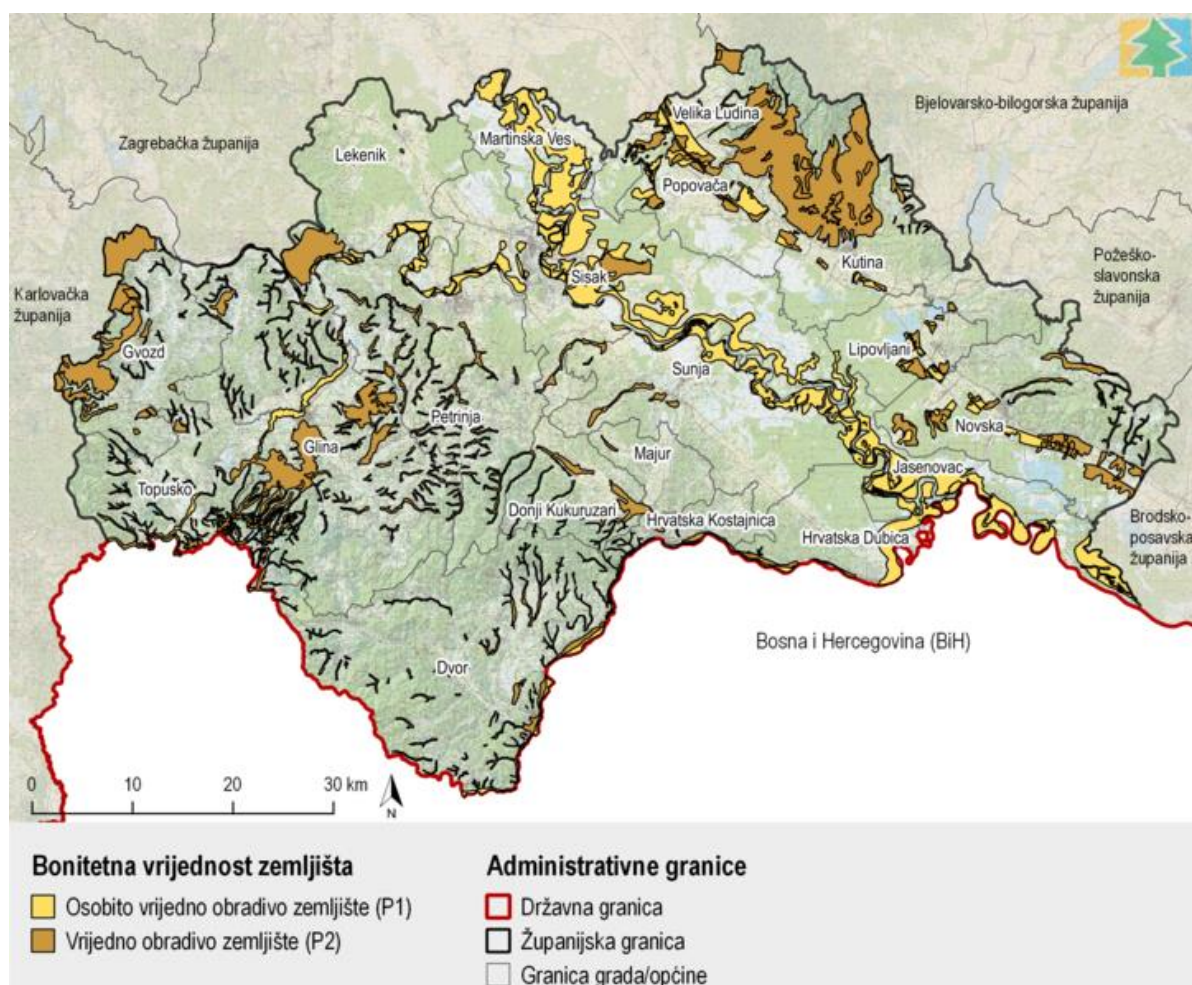 Bjelovarsko-bilogorska županija
Velika Ludina
Zagrebačka županija
Martinska Ves
Lekenik
Popovača
Požeško-
slavonska
županija
Kutina
Sisak
Karlovačka
županija
Gvozd
Lipovljani
Sunja
Petrinja
Novska
Glina
Majur
Jasenovac
Topusko
Donji Kukuruzari
Hrvatska Kostajnica
Hrvatska Dubica
Brodsko-
posavska
županija
Bosna i Hercegovina (BiH)
Dvor
0 10 20 30 km
N
Bonitetna vrijednost zemljišta
Osobito vrijedno obradivo zemljište (P1)
Vrijedno obradivo zemljište (P2)
Administrativne granice
Državna granica
Županijska granica
Granica grada/općine